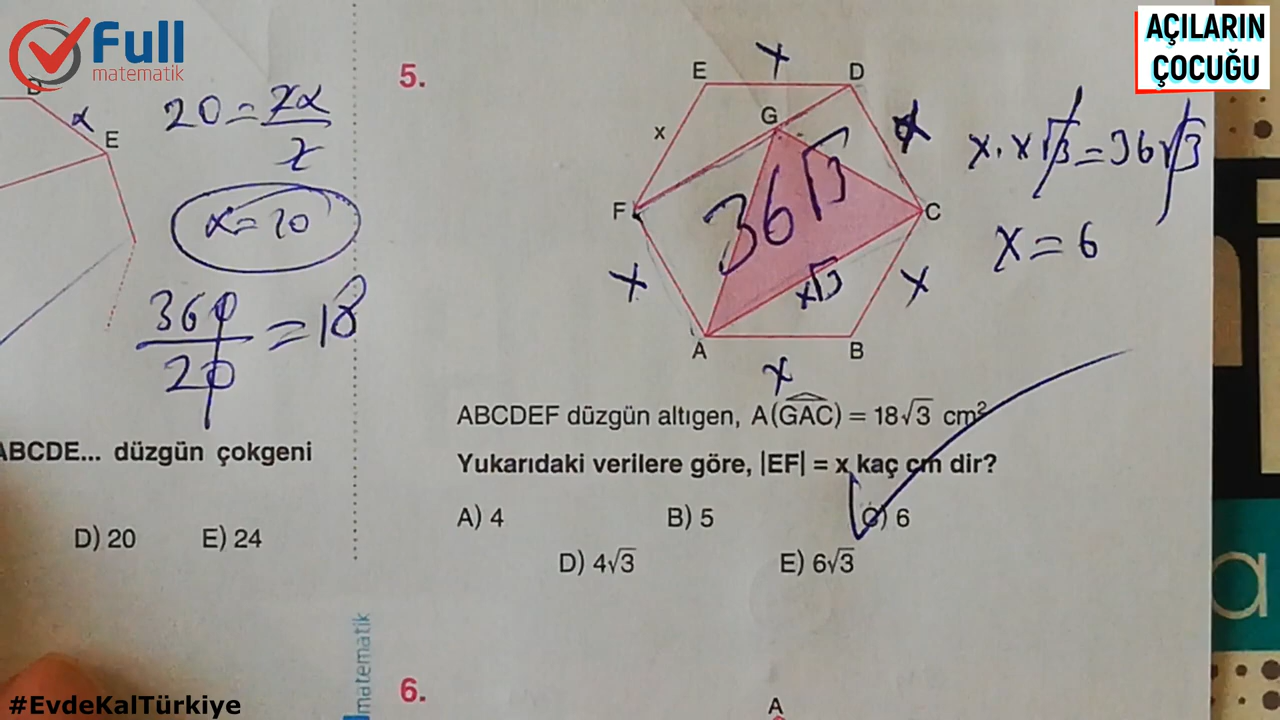 Full
matematik
AÇILARIN
ÇOCUĞU
D
α
E
20 = 2α/2
α = 20
360/20 = 18
ABCDE... düzgün çokgeni
D) 20 E) 24
5.
E x D
G
x
x
F
C
36√3
x√3
x
x
A
B
x
x.x√3 = 36√3
x = 6
ABCDEF düzgün altıgen, A(GAC) = 18√3 cm²
Yukarıdaki verilere göre, |EF| = x kaç cm dir?
A) 4 B) 5 C) 6
D) 4√3 E) 6√3
matematik
6.
A
a
#EvdeKalTürkiye